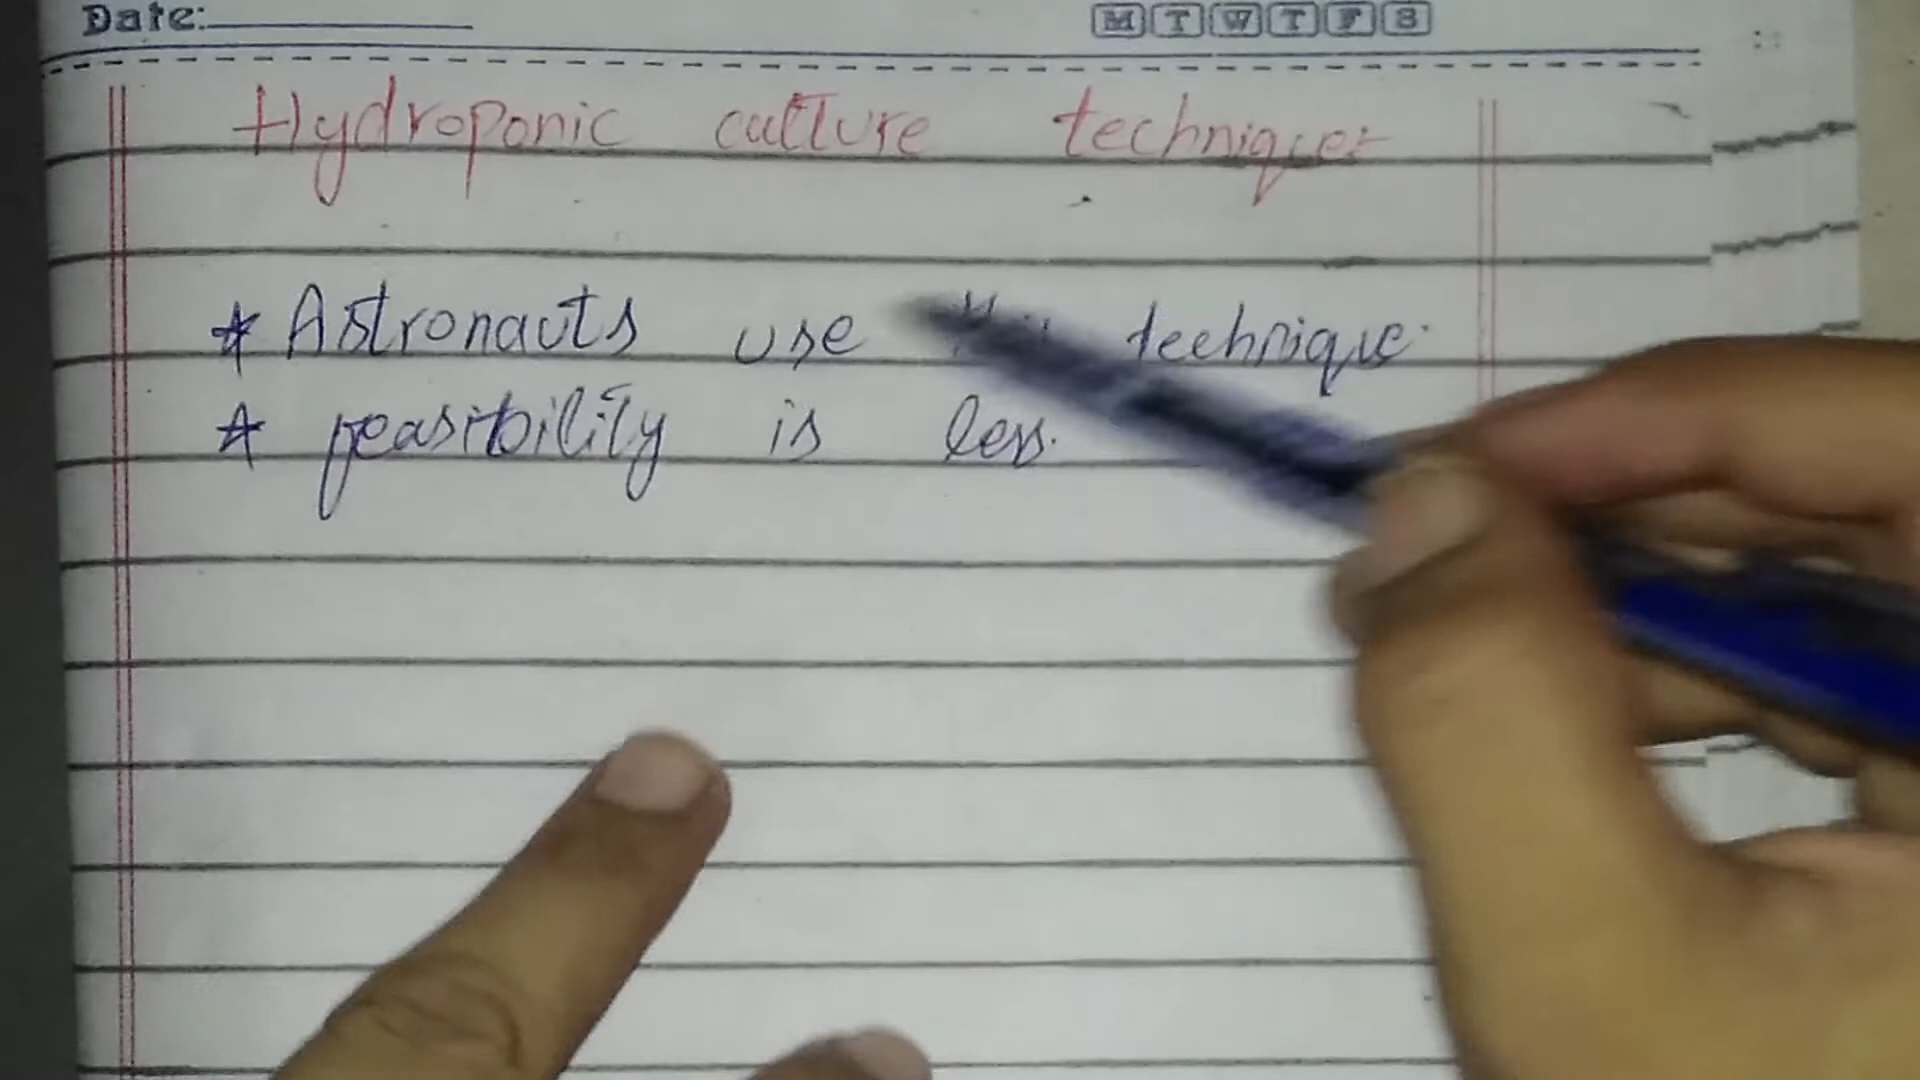 Date:
M T W T F S
Hydroponic culture technique:
* Astronauts use technique.
* feasibility is less.